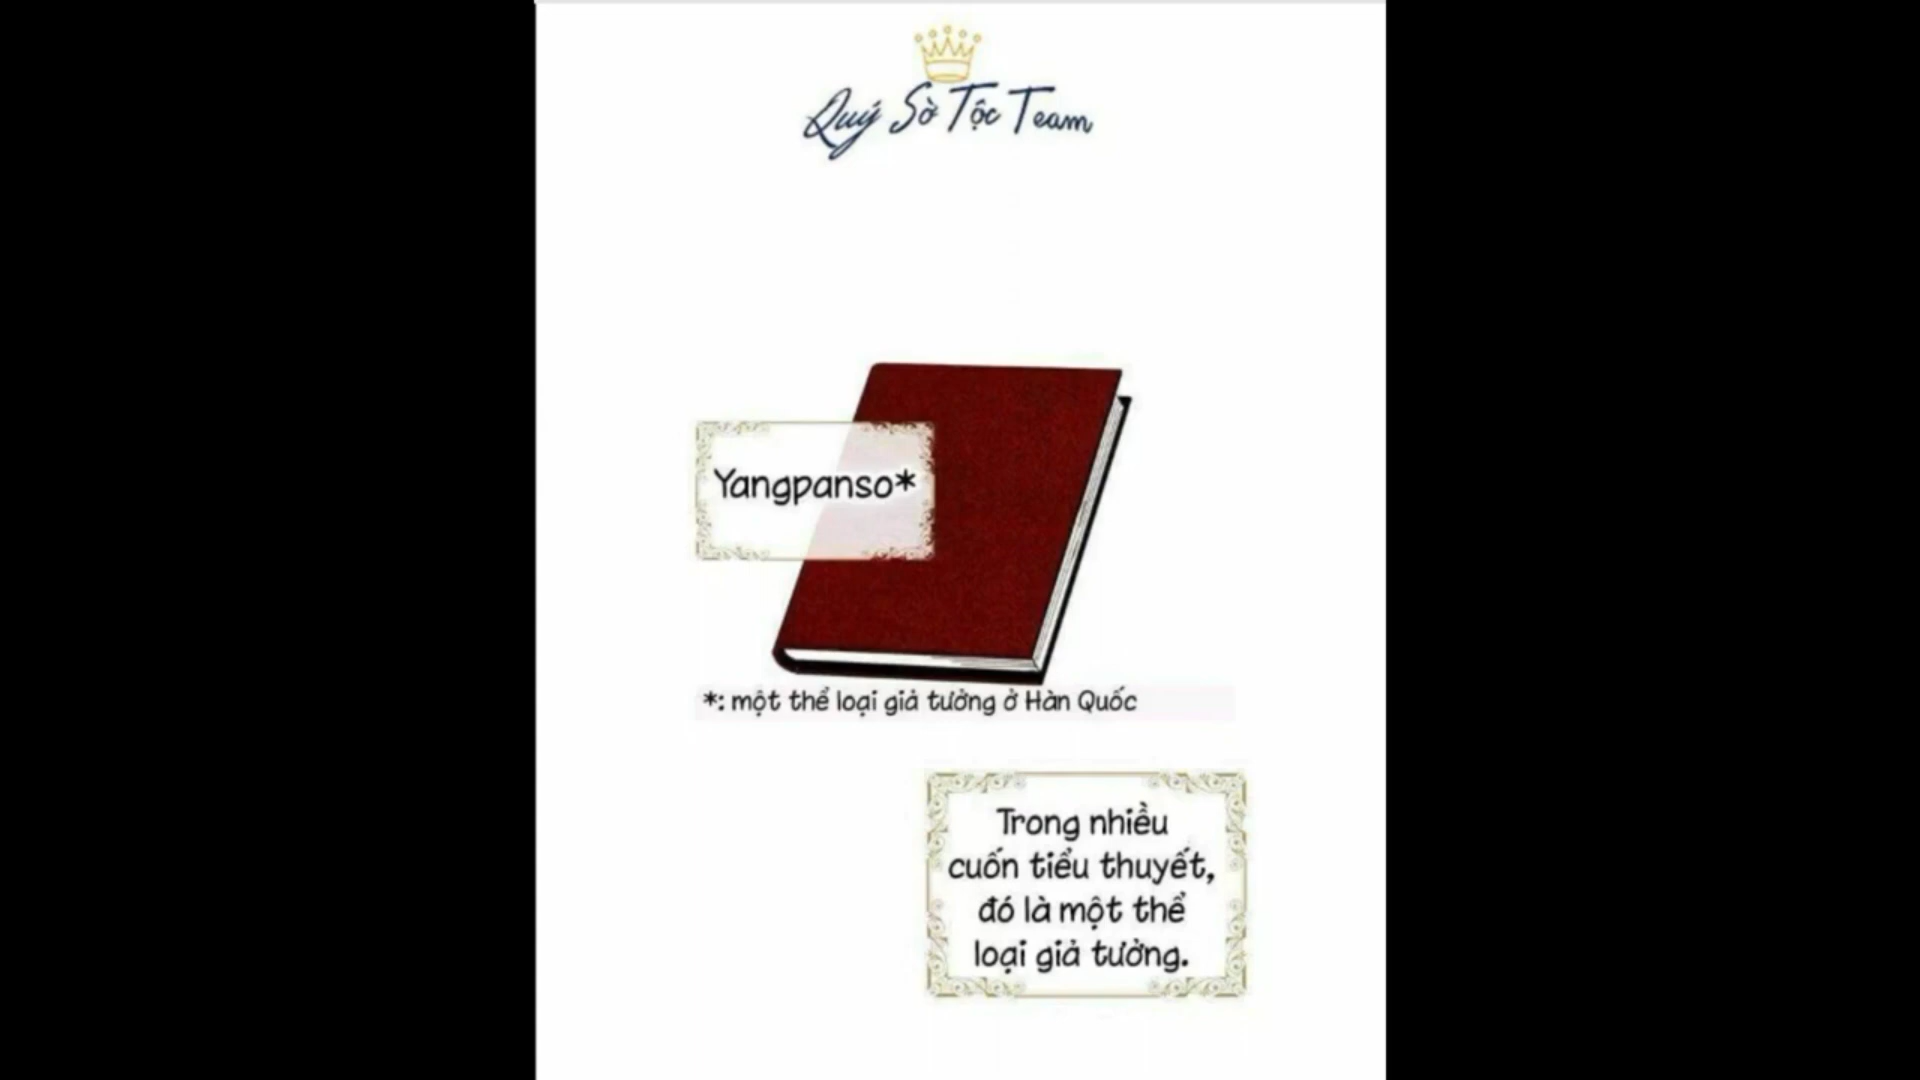 Quý Sờ Tộc Team
Yangpanso*
*: một thể loại giả tưởng ở Hàn Quốc
Trong nhiều
cuốn tiểu thuyết,
đó là một thể
loại giả tưởng.